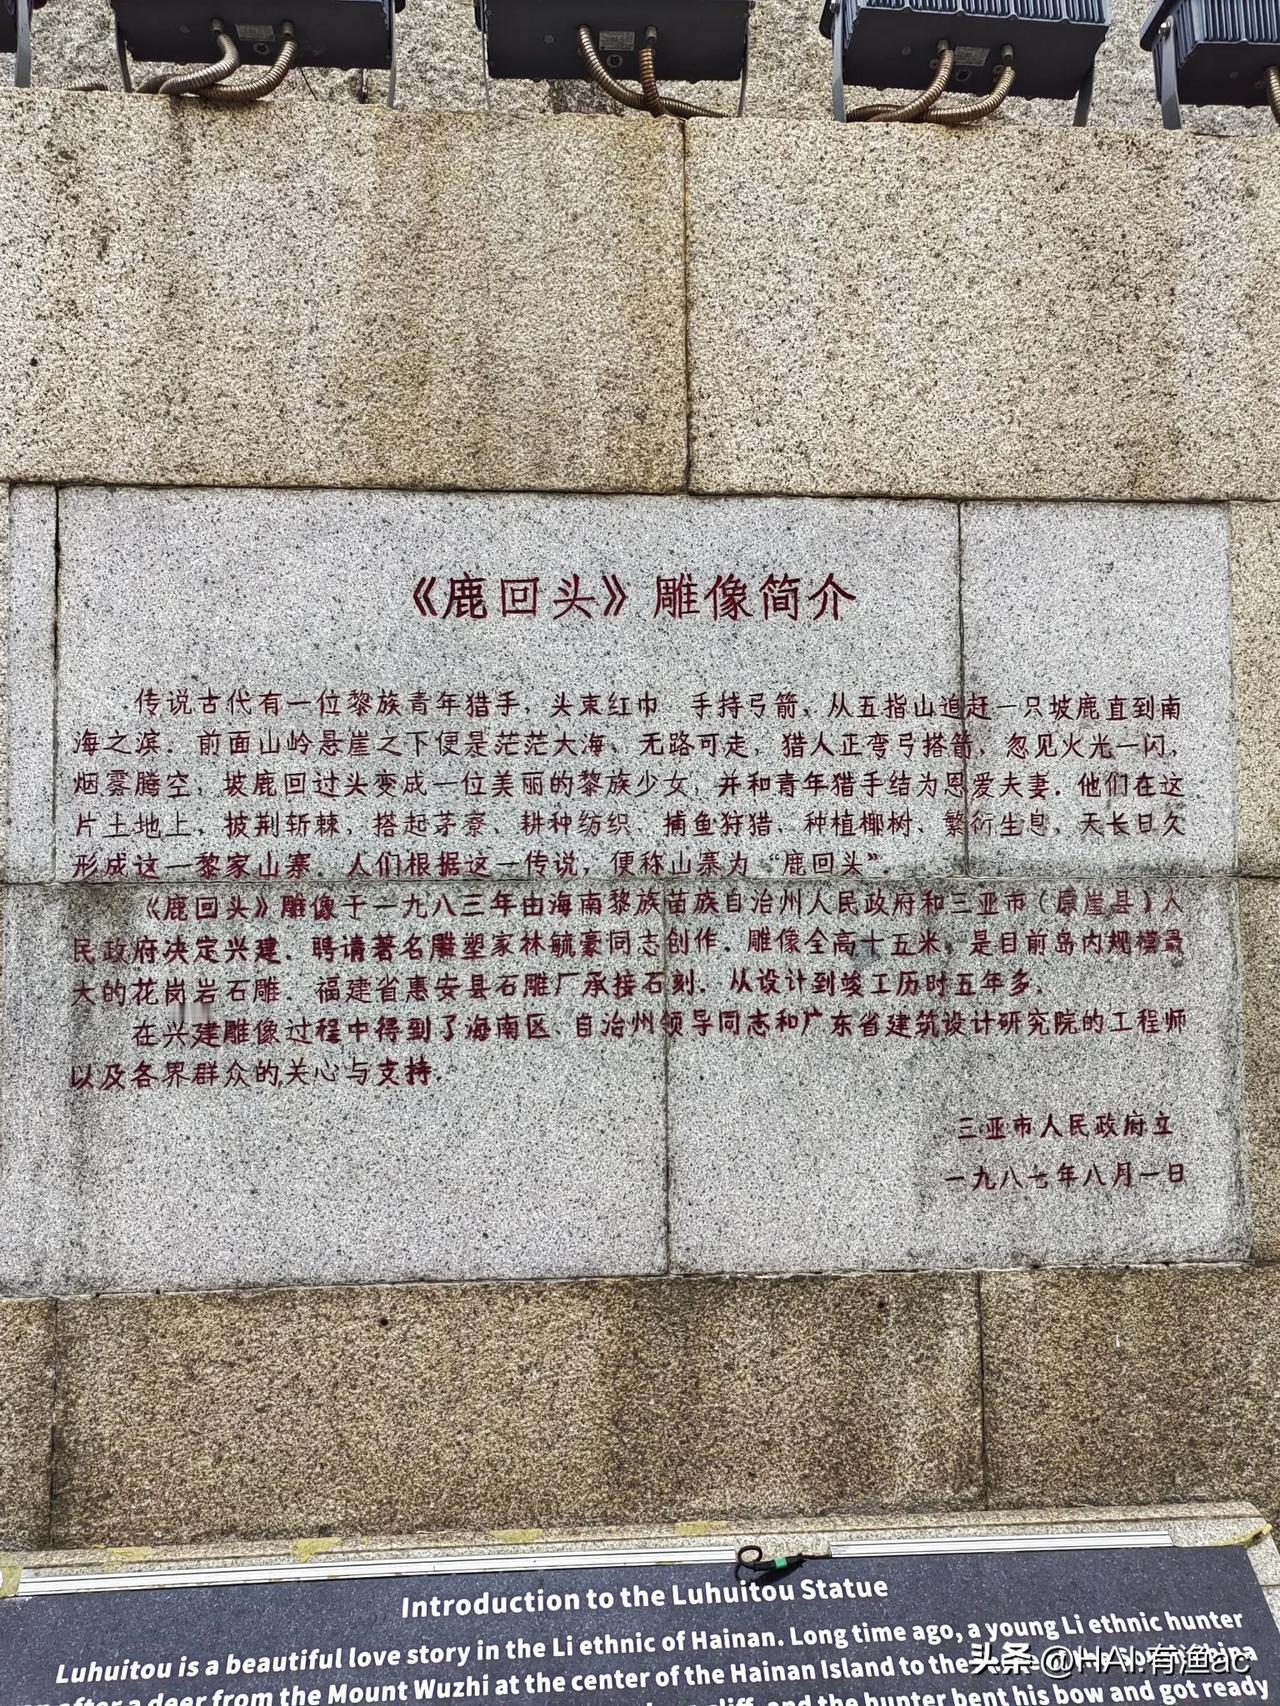 《鹿回头》雕像简介
传说古代有一位黎族青年猎手，头束红巾　手持弓箭，从五指山追赶一只坡鹿直到南
海之滨．前面山岭悬崖之下便是茫茫大海、无路可走，猎人正弯弓搭箭，忽见火光一闪，
烟雾腾空，坡鹿回过头变成一位美丽的黎族少女，并和青年猎手结为恩爱夫妻．他们在这
片土地上，披荆斩棘，搭起茅寮、耕种纺织、捕鱼狩猎、种植椰树、繁衍生息，天长日久
形成这一黎家山寨．人们根据这一传说，便称山寨为“鹿回头”．
《鹿回头》雕像于一九八三年由海南黎族苗族自治州人民政府和三亚市（原崖县）人
民政府决定兴建．聘请著名雕塑家林毓豪同志创作．雕像全高十五米，是目前岛内规模最
大的花岗岩石雕．福建省惠安县石雕厂承接石刻．从设计到竣工历时五年多．
在兴建雕像过程中得到了海南区、自治州领导同志和广东省建筑设计研究院的工程师
以及各界群众的关心与支持．
三亚市人民政府立
一九八七年八月一日
Introduction to the Luhuitou Statue
Luhuitou is a beautiful love story in the Li ethnic of Hainan. Long time ago, a young Li ethnic hunter
after a deer from the Mount Wuzhi at the center of the Hainan Island to the
cliff, and the hunter bent his bow and got ready
头条 @HAI.有渔ac